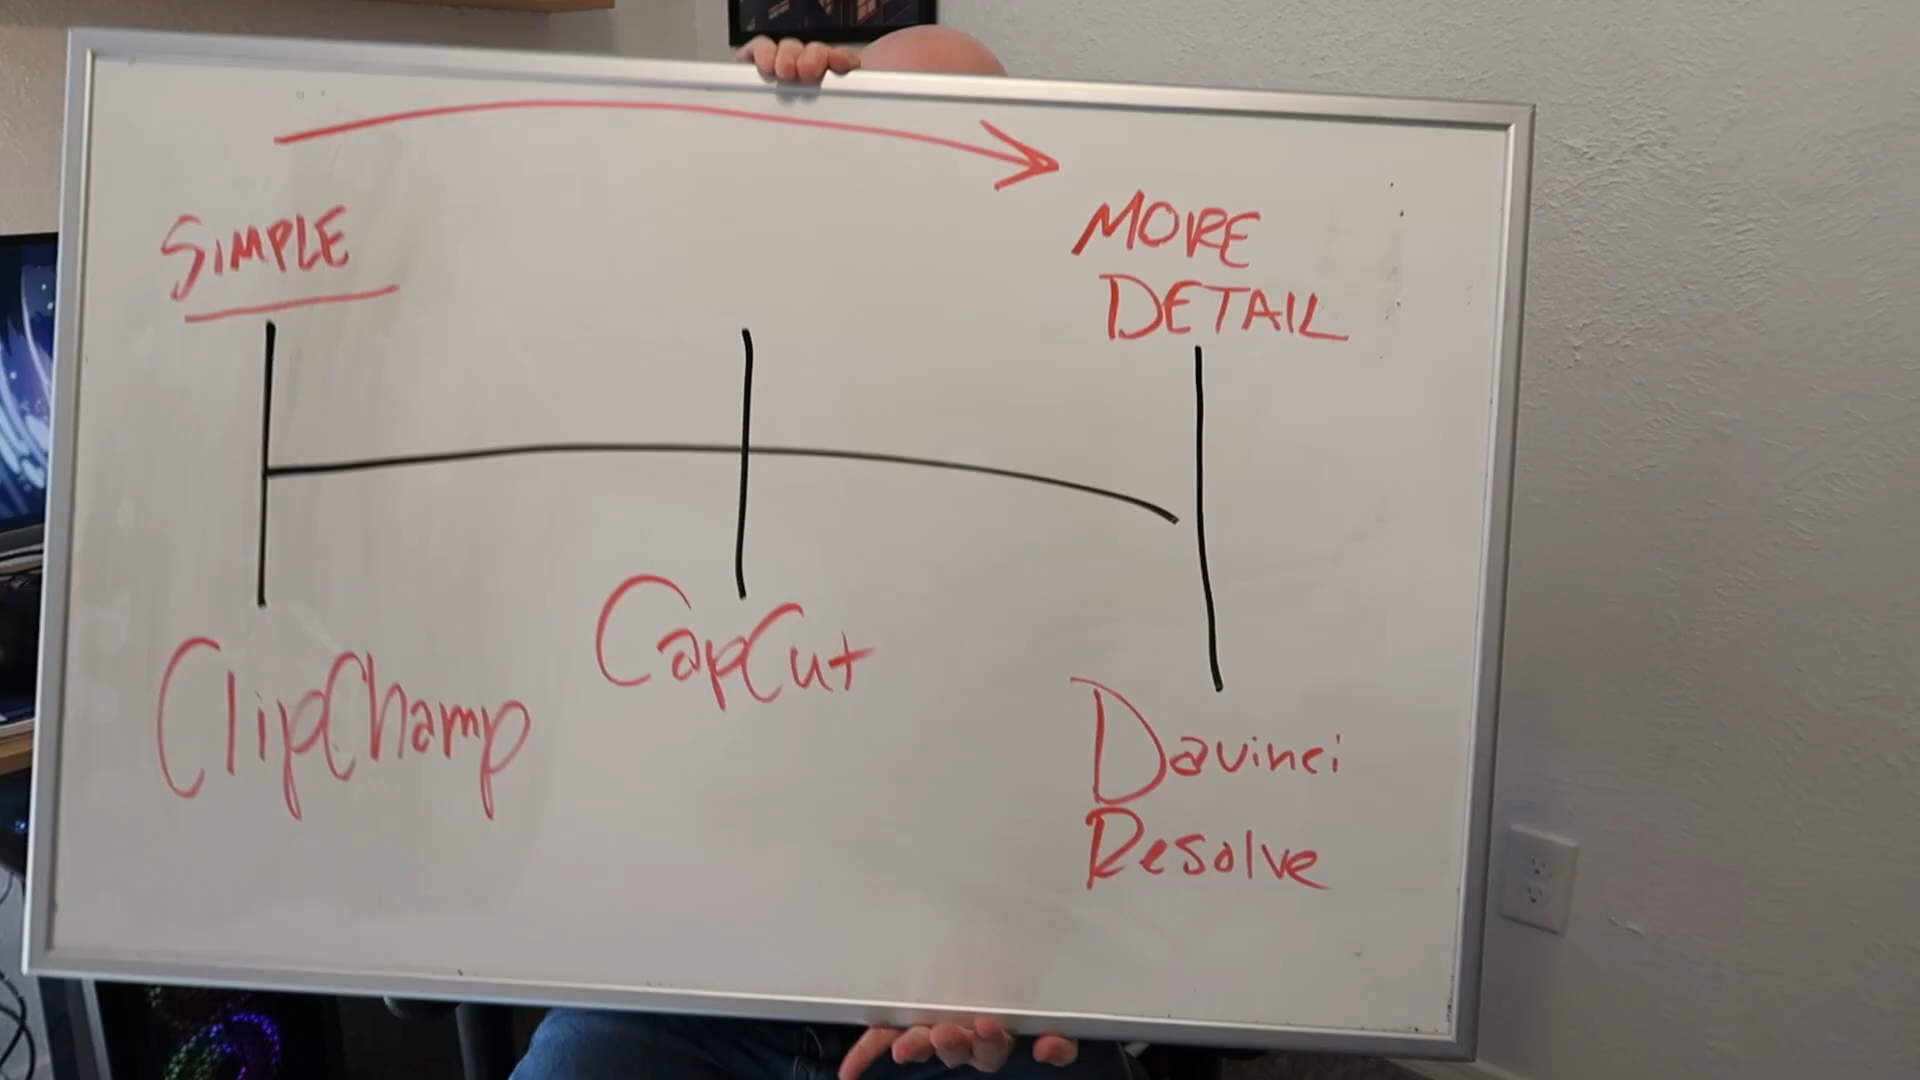 SIMPLE
MORE
DETAIL
ClipChamp
CapCut
Davinci
Resolve